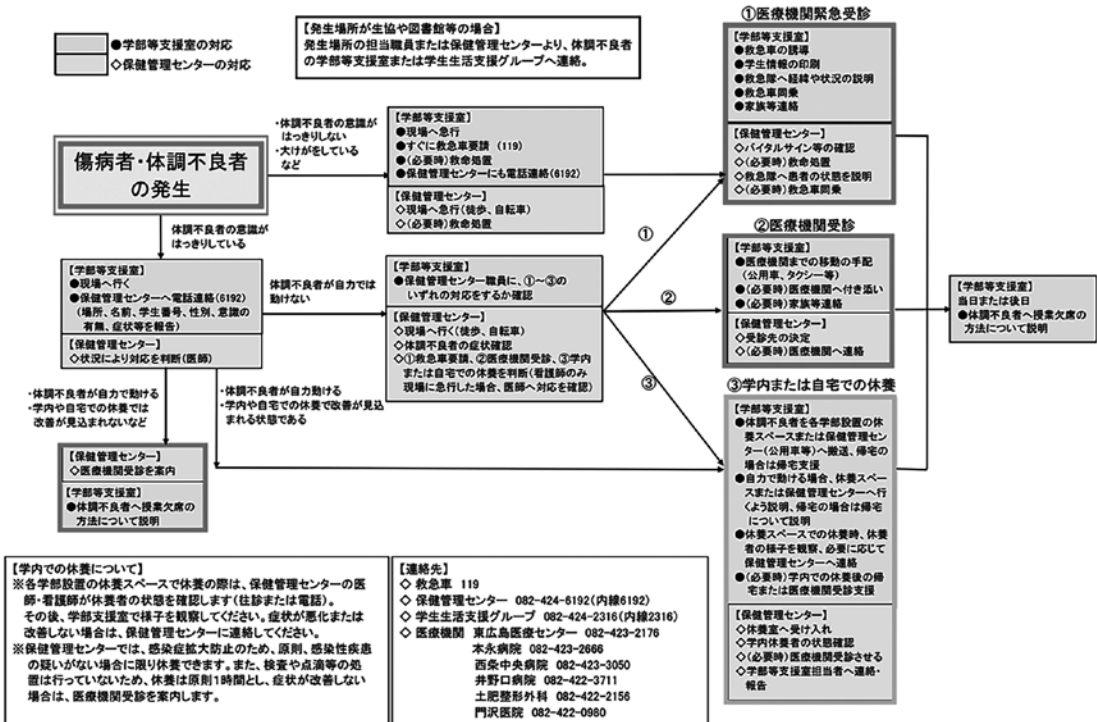 ●学部等支援室の対応
◇保健管理センターの対応
【発生場所が生協や図書館等の場合】
発生場所の担当職員または保健管理センターより、体調不良者
の学部等支援室または学生生活支援グループへ連絡。
傷病者・体調不良者
の発生
・体調不良者の意識が
はっきりしない
・大けがをしている
など
【学部等支援室】
●現場へ急行
●すぐに救急車要請（119）
●(必要時)救命処置
●保健管理センターにも電話連絡(6192)
【保健管理センター】
◇現場へ急行(徒歩、自転車)
◇(必要時)救命処置
①医療機関緊急受診
【学部等支援室】
●救急車の誘導
●学生情報の印刷
●救急隊へ経緯や状況の説明
●救急車同乗
●家族等連絡
【保健管理センター】
◇バイタルサイン等の確認
◇(必要時)救命処置
◇救急隊へ患者の状態を説明
◇(必要時)救急車同乗
体調不良者の意識が
はっきりしている
【学部等支援室】
●現場へ行く
●保健管理センターへ電話連絡(6192)
(場所、名前、学生番号、性別、意識の
有無、症状等を報告)
【保健管理センター】
◇状況により対応を判断(医師)
体調不良者が自力では
動けない
【学部等支援室】
●保健管理センター職員に、①～③の
いずれの対応をするか確認
【保健管理センター】
◇現場へ行く(徒歩、自転車)
◇体調不良者の症状確認
◇①救急車要請、②医療機関受診、③学内
または自宅での休養を判断(看護師のみ
現場に急行した場合、医師へ対応を確認)
①
②
③
②医療機関受診
【学部等支援室】
●医療機関までの移動の手配
(公用車、タクシー等)
●(必要時)医療機関へ付き添い
●(必要時)家族等連絡
【保健管理センター】
◇受診先の決定
◇(必要時)医療機関へ連絡
【学部等支援室】
当日または後日
●体調不良者へ授業欠席の
方法について説明
・体調不良者が自力で動ける
・学内や自宅での休養では
改善が見込まれないなど
・体調不良者が自力動ける
・学内や自宅での休養で改善が見込
まれる状態である
【保健管理センター】
◇医療機関受診を案内
【学部等支援室】
●体調不良者へ授業欠席の
方法について説明
③学内または自宅での休養
【学部等支援室】
●体調不良者を各学部設置の休
養スペースまたは保健管理センタ
ー(公用車等)へ搬送、帰宅の
場合は帰宅支援
●自力で動ける場合、休養スペー
スまたは保健管理センターへ行
くよう説明、帰宅の場合は帰宅
について説明
●休養スペースでの休養時、休養
者の様子を観察、必要に応じて
保健管理センターへ連絡
●(必要時)学内での休養後の帰
宅または医療機関受診支援
【保健管理センター】
◇休養室へ受け入れ
◇学内休養者の状態確認
◇(必要時)医療機関受診させる
◇学部等支援室担当者へ連絡・
報告
【学内での休養について】
※各学部設置の休養スペースで休養の際は、保健管理センターの医
師・看護師が休養者の状態を確認します(往診または電話)。
その後、学部支援室で様子を観察してください。症状が悪化または
改善しない場合は、保健管理センターに連絡してください。
※保健管理センターでは、感染症拡大防止のため、原則、感染性疾患
の疑いがない場合に限り休養できます。また、検査や点滴等の処
置は行っていないため、休養は原則1時間とし、症状が改善しない
場合は、医療機関受診を案内します。
【連絡先】
◇ 救急車 119
◇ 保健管理センター 082-424-6192(内線6192)
◇ 学生生活支援グループ 082-424-2316(内線2316)
◇ 医療機関 東広島医療センター 082-423-2176
本永病院 082-423-2666
西条中央病院 082-423-3050
井野口病院 082-422-3711
土肥整形外科 082-422-2156
門沢医院 082-422-0980